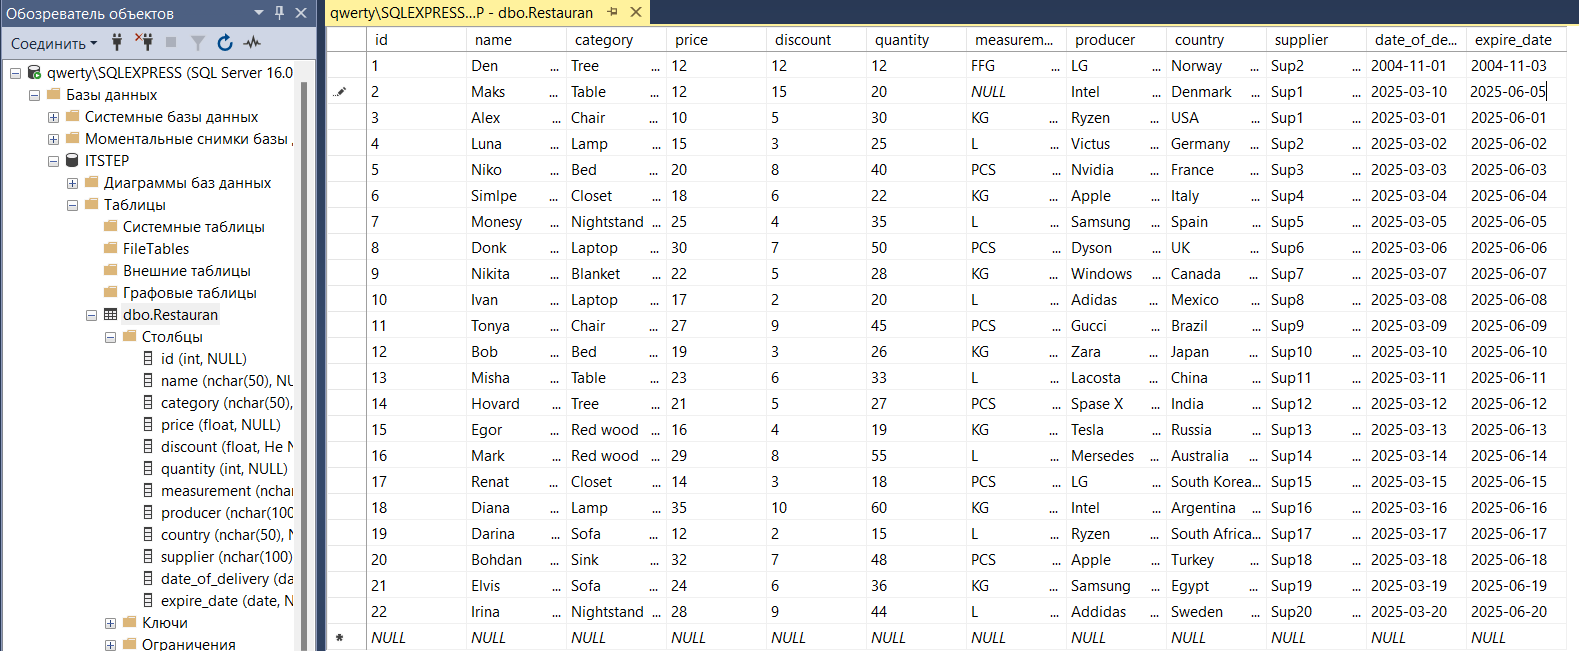 Обозреватель объектов
Соединить
qwerty\SQLEXPRESS (SQL Server 16.0
Базы данных
Системные базы данных
Моментальные снимки базы
ITSTEP
Диаграммы баз данных
Таблицы
Системные таблицы
FileTables
Внешние таблицы
Графовые таблицы
dbo.Restauran
Столбцы
id (int, NULL)
name (nchar(50), NU
category (nchar(50),
price (float, NULL)
discount (float, Не N
quantity (int, NULL)
measurement (nchar
producer (nchar(100
country (nchar(50), N
supplier (nchar(100)
date_of_delivery (da
expire_date (date, N
Ключи
Ограничения
qwerty\SQLEXPRESS...P - dbo.Restauran
id name category price discount quantity measurem... producer country supplier date_of_de... expire_date
1 Den ... Tree ... 12 12 12 FFG ... LG ... Norway ... Sup2 ... 2004-11-01 2004-11-03
2 Maks ... Table ... 12 15 20 NULL Intel ... Denmark ... Sup1 ... 2025-03-10 2025-06-05
3 Alex ... Chair ... 10 5 30 KG ... Ryzen ... USA ... Sup1 ... 2025-03-01 2025-06-01
4 Luna ... Lamp ... 15 3 25 L ... Victus ... Germany ... Sup2 ... 2025-03-02 2025-06-02
5 Niko ... Bed ... 20 8 40 PCS ... Nvidia ... France ... Sup3 ... 2025-03-03 2025-06-03
6 Simlpe ... Closet ... 18 6 22 KG ... Apple ... Italy ... Sup4 ... 2025-03-04 2025-06-04
7 Monesy ... Nightstand ... 25 4 35 L ... Samsung ... Spain ... Sup5 ... 2025-03-05 2025-06-05
8 Donk ... Laptop ... 30 7 50 PCS ... Dyson ... UK ... Sup6 ... 2025-03-06 2025-06-06
9 Nikita ... Blanket ... 22 5 28 KG ... Windows ... Canada ... Sup7 ... 2025-03-07 2025-06-07
10 Ivan ... Laptop ... 17 2 20 L ... Adidas ... Mexico ... Sup8 ... 2025-03-08 2025-06-08
11 Tonya ... Chair ... 27 9 45 PCS ... Gucci ... Brazil ... Sup9 ... 2025-03-09 2025-06-09
12 Bob ... Bed ... 19 3 26 KG ... Zara ... Japan ... Sup10 ... 2025-03-10 2025-06-10
13 Misha ... Table ... 23 6 33 L ... Lacosta ... China ... Sup11 ... 2025-03-11 2025-06-11
14 Hovard ... Tree ... 21 5 27 PCS ... Spase X ... India ... Sup12 ... 2025-03-12 2025-06-12
15 Egor ... Red wood ... 16 4 19 KG ... Tesla ... Russia ... Sup13 ... 2025-03-13 2025-06-13
16 Mark ... Red wood ... 29 8 55 L ... Mersedes ... Australia ... Sup14 ... 2025-03-14 2025-06-14
17 Renat ... Closet ... 14 3 18 PCS ... LG ... South Korea... Sup15 ... 2025-03-15 2025-06-15
18 Diana ... Lamp ... 35 10 60 KG ... Intel ... Argentina ... Sup16 ... 2025-03-16 2025-06-16
19 Darina ... Sofa ... 12 2 15 L ... Ryzen ... South Africa... Sup17 ... 2025-03-17 2025-06-17
20 Bohdan ... Sink ... 32 7 48 PCS ... Apple ... Turkey ... Sup18 ... 2025-03-18 2025-06-18
21 Elvis ... Sofa ... 24 6 36 KG ... Samsung ... Egypt ... Sup19 ... 2025-03-19 2025-06-19
22 Irina ... Nightstand ... 28 9 44 L ... Addidas ... Sweden ... Sup20 ... 2025-03-20 2025-06-20
NULL NULL NULL NULL NULL NULL NULL NULL NULL NULL NULL NULL